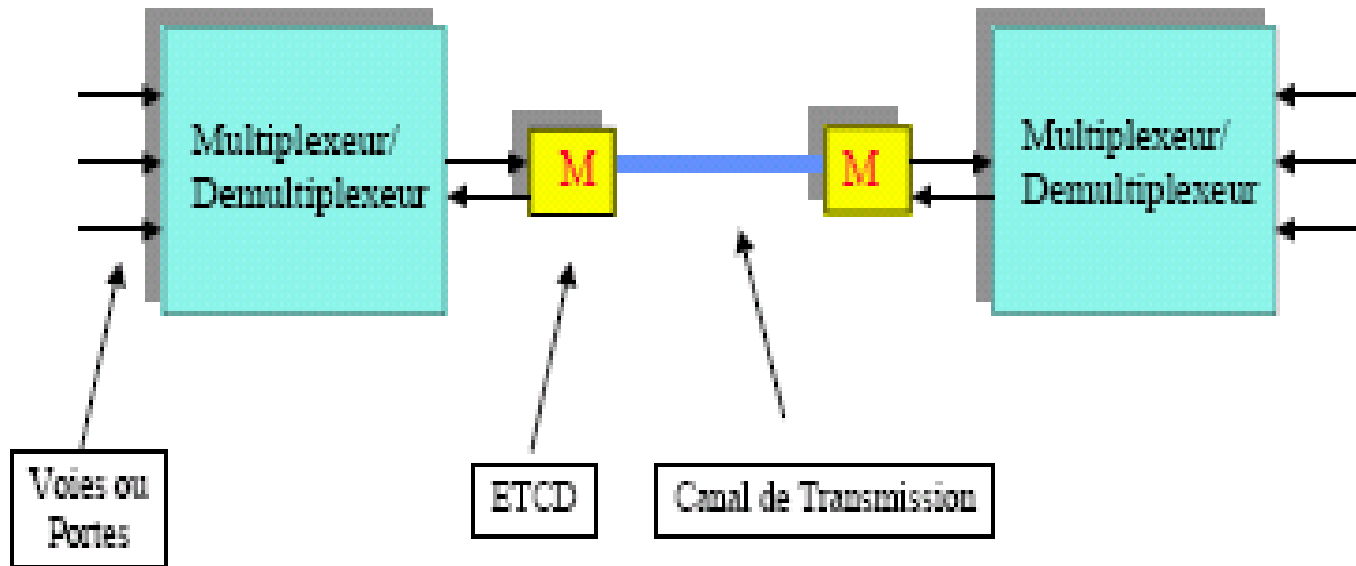 Multiplexeur/
Demultiplexeur
M
M
Multiplexeur/
Demultiplexeur
Voies ou
Portes
ETCD
Canal de Transmission